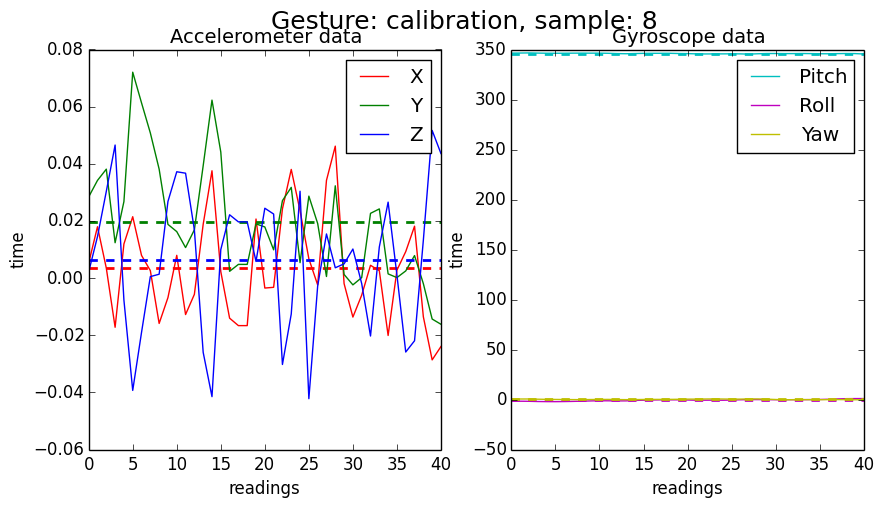 Gesture: calibration, sample: 8
Accelerometer data
0.08
0.06
0.04
0.02
0.00
−0.02
−0.04
−0.06
time
0 5 10 15 20 25 30 35 40
readings
X
Y
Z
Gyroscope data
350
300
250
200
150
100
50
0
−50
time
0 5 10 15 20 25 30 35 40
readings
Pitch
Roll
Yaw